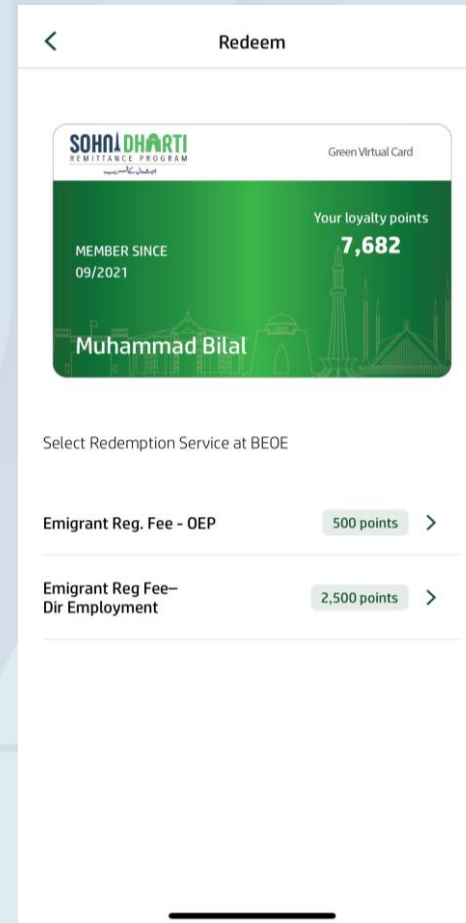 Redeem
SOHNI DHARTI
REMITTANCE PROGRAM
Green Virtual Card
Your loyalty points
7,682
MEMBER SINCE
09/2021
Muhammad Bilal
Select Redemption Service at BEOE
Emigrant Reg. Fee - OEP
500 points
Emigrant Reg Fee–
Dir Employment
2,500 points